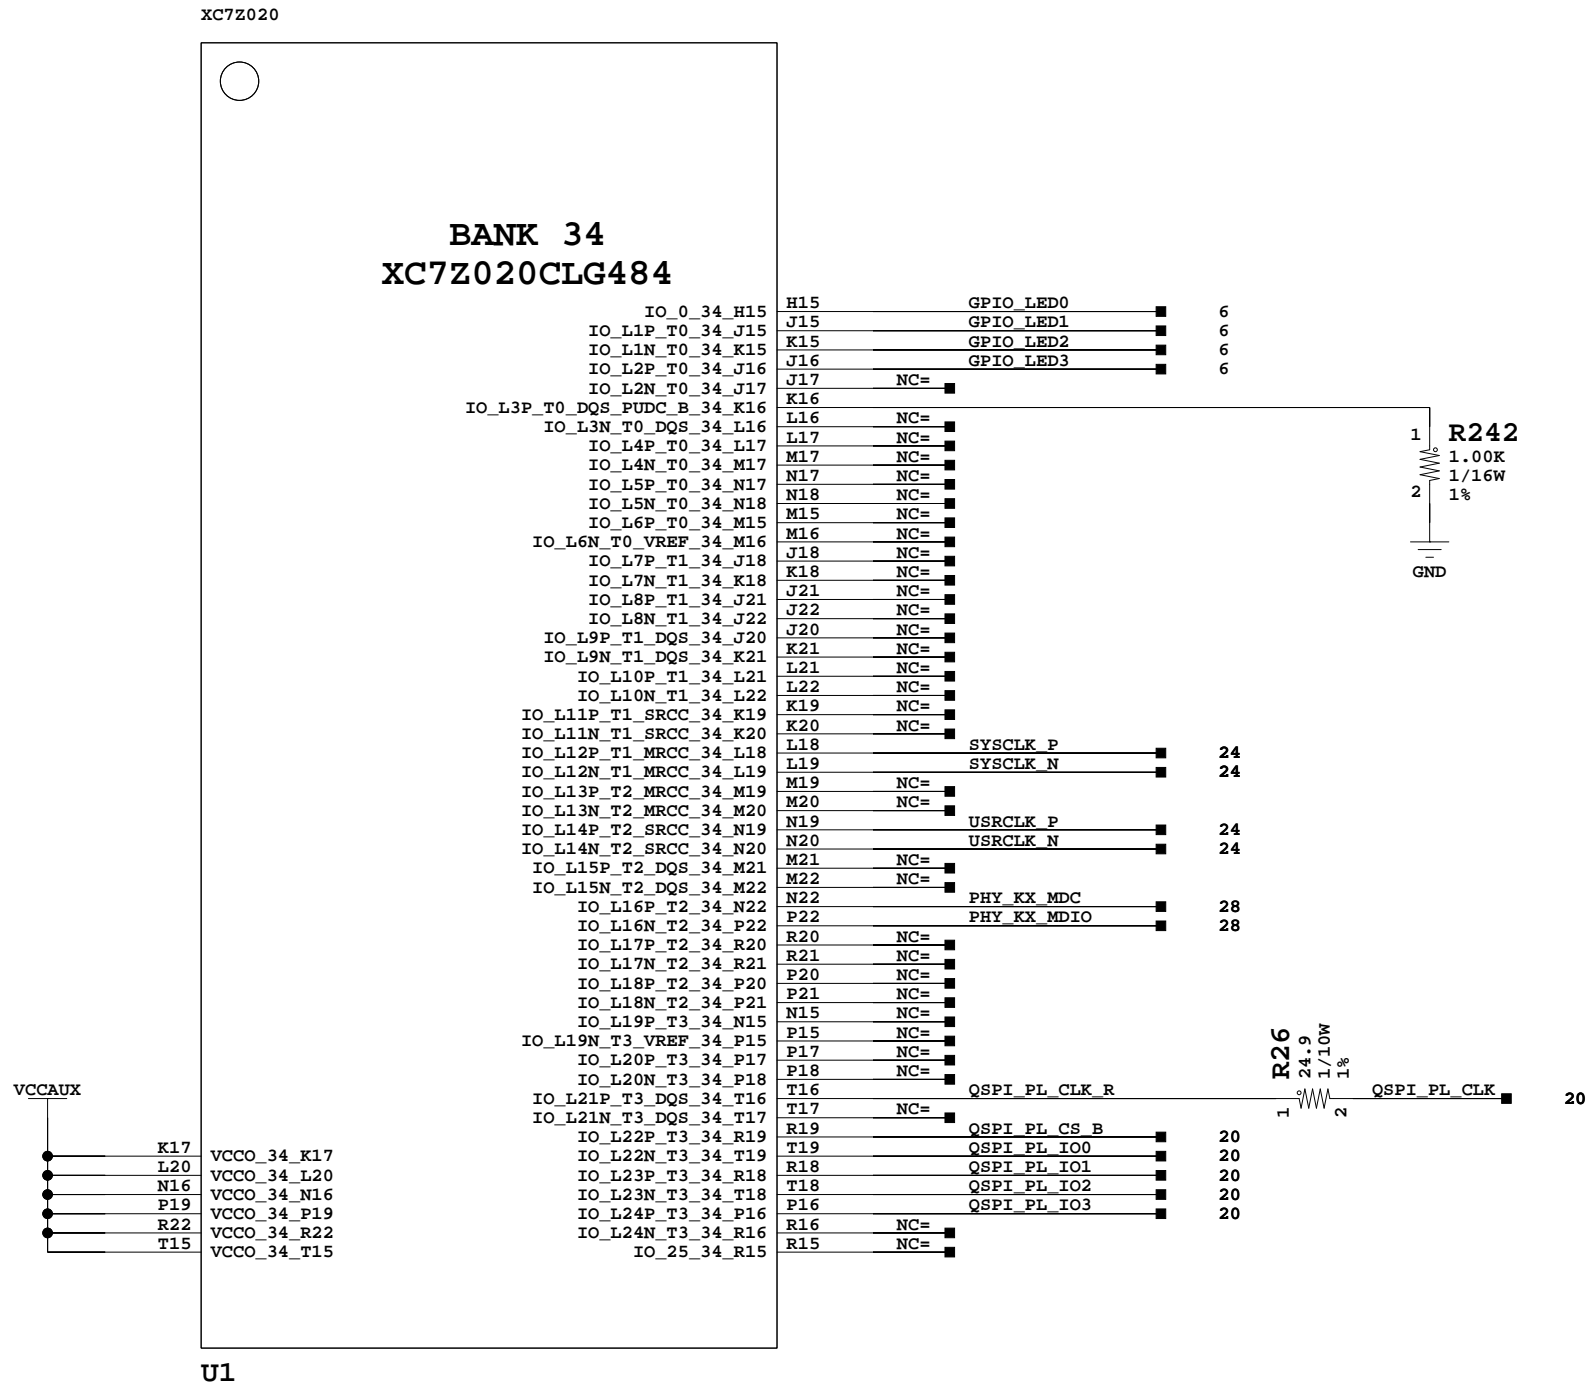 XC7Z020
BANK 34
XC7Z020CLG484
IO_0_34_H15 H15 GPIO_LED0 6
IO_L1P_T0_34_J15 J15 GPIO_LED1 6
IO_L1N_T0_34_K15 K15 GPIO_LED2 6
IO_L2P_T0_34_J16 J16 GPIO_LED3 6
IO_L2N_T0_34_J17 J17 NC=
IO_L3P_T0_DQS_PUDC_B_34_K16 K16
IO_L3N_T0_DQS_34_L16 L16 NC=
IO_L4P_T0_34_L17 L17 NC=
IO_L4N_T0_34_M17 M17 NC=
IO_L5P_T0_34_N17 N17 NC=
IO_L5N_T0_34_N18 N18 NC=
IO_L6P_T0_34_M15 M15 NC=
IO_L6N_T0_VREF_34_M16 M16 NC=
IO_L7P_T1_34_J18 J18 NC=
IO_L7N_T1_34_K18 K18 NC=
IO_L8P_T1_34_J21 J21 NC=
IO_L8N_T1_34_J22 J22 NC=
IO_L9P_T1_DQS_34_J20 J20 NC=
IO_L9N_T1_DQS_34_K21 K21 NC=
IO_L10P_T1_34_L21 L21 NC=
IO_L10N_T1_34_L22 L22 NC=
IO_L11P_T1_SRCC_34_K19 K19 NC=
IO_L11N_T1_SRCC_34_K20 K20 NC=
IO_L12P_T1_MRCC_34_L18 L18 SYSCLK_P 24
IO_L12N_T1_MRCC_34_L19 L19 SYSCLK_N 24
IO_L13P_T2_MRCC_34_M19 M19 NC=
IO_L13N_T2_MRCC_34_M20 M20 NC=
IO_L14P_T2_SRCC_34_N19 N19 USRCLK_P 24
IO_L14N_T2_SRCC_34_N20 N20 USRCLK_N 24
IO_L15P_T2_DQS_34_M21 M21 NC=
IO_L15N_T2_DQS_34_M22 M22 NC=
IO_L16P_T2_34_N22 N22 PHY_KX_MDC 28
IO_L16N_T2_34_P22 P22 PHY_KX_MDIO 28
IO_L17P_T2_34_R20 R20 NC=
IO_L17N_T2_34_R21 R21 NC=
IO_L18P_T2_34_P20 P20 NC=
IO_L18N_T2_34_P21 P21 NC=
IO_L19P_T3_34_N15 N15 NC=
IO_L19N_T3_VREF_34_P15 P15 NC=
IO_L20P_T3_34_P17 P17 NC=
IO_L20N_T3_34_P18 P18 NC=
IO_L21P_T3_DQS_34_T16 T16 QSPI_PL_CLK_R
IO_L21N_T3_DQS_34_T17 T17 NC=
IO_L22P_T3_34_R19 R19 QSPI_PL_CS_B 20
IO_L22N_T3_34_T19 T19 QSPI_PL_IO0 20
IO_L23P_T3_34_R18 R18 QSPI_PL_IO1 20
IO_L23N_T3_34_T18 T18 QSPI_PL_IO2 20
IO_L24P_T3_34_P16 P16 QSPI_PL_IO3 20
IO_L24N_T3_34_R16 R16 NC=
IO_25_34_R15 R15 NC=
1
R242
1.00K
1/16W
2
1%
GND
R26
24.9
1/10W
1%
1
2
QSPI_PL_CLK 20
VCCAUX
K17 VCCO_34_K17
L20 VCCO_34_L20
N16 VCCO_34_N16
P19 VCCO_34_P19
R22 VCCO_34_R22
T15 VCCO_34_T15
U1